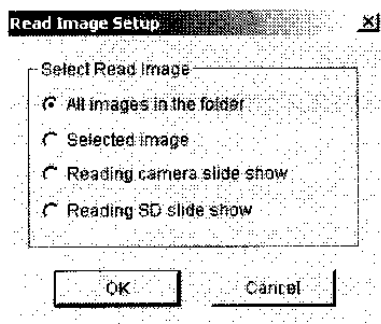 Read Image Setup
Select Read Image
All images in the folder
Selected image
Reading camera slide show
Reading SD slide show
OK
Cancel